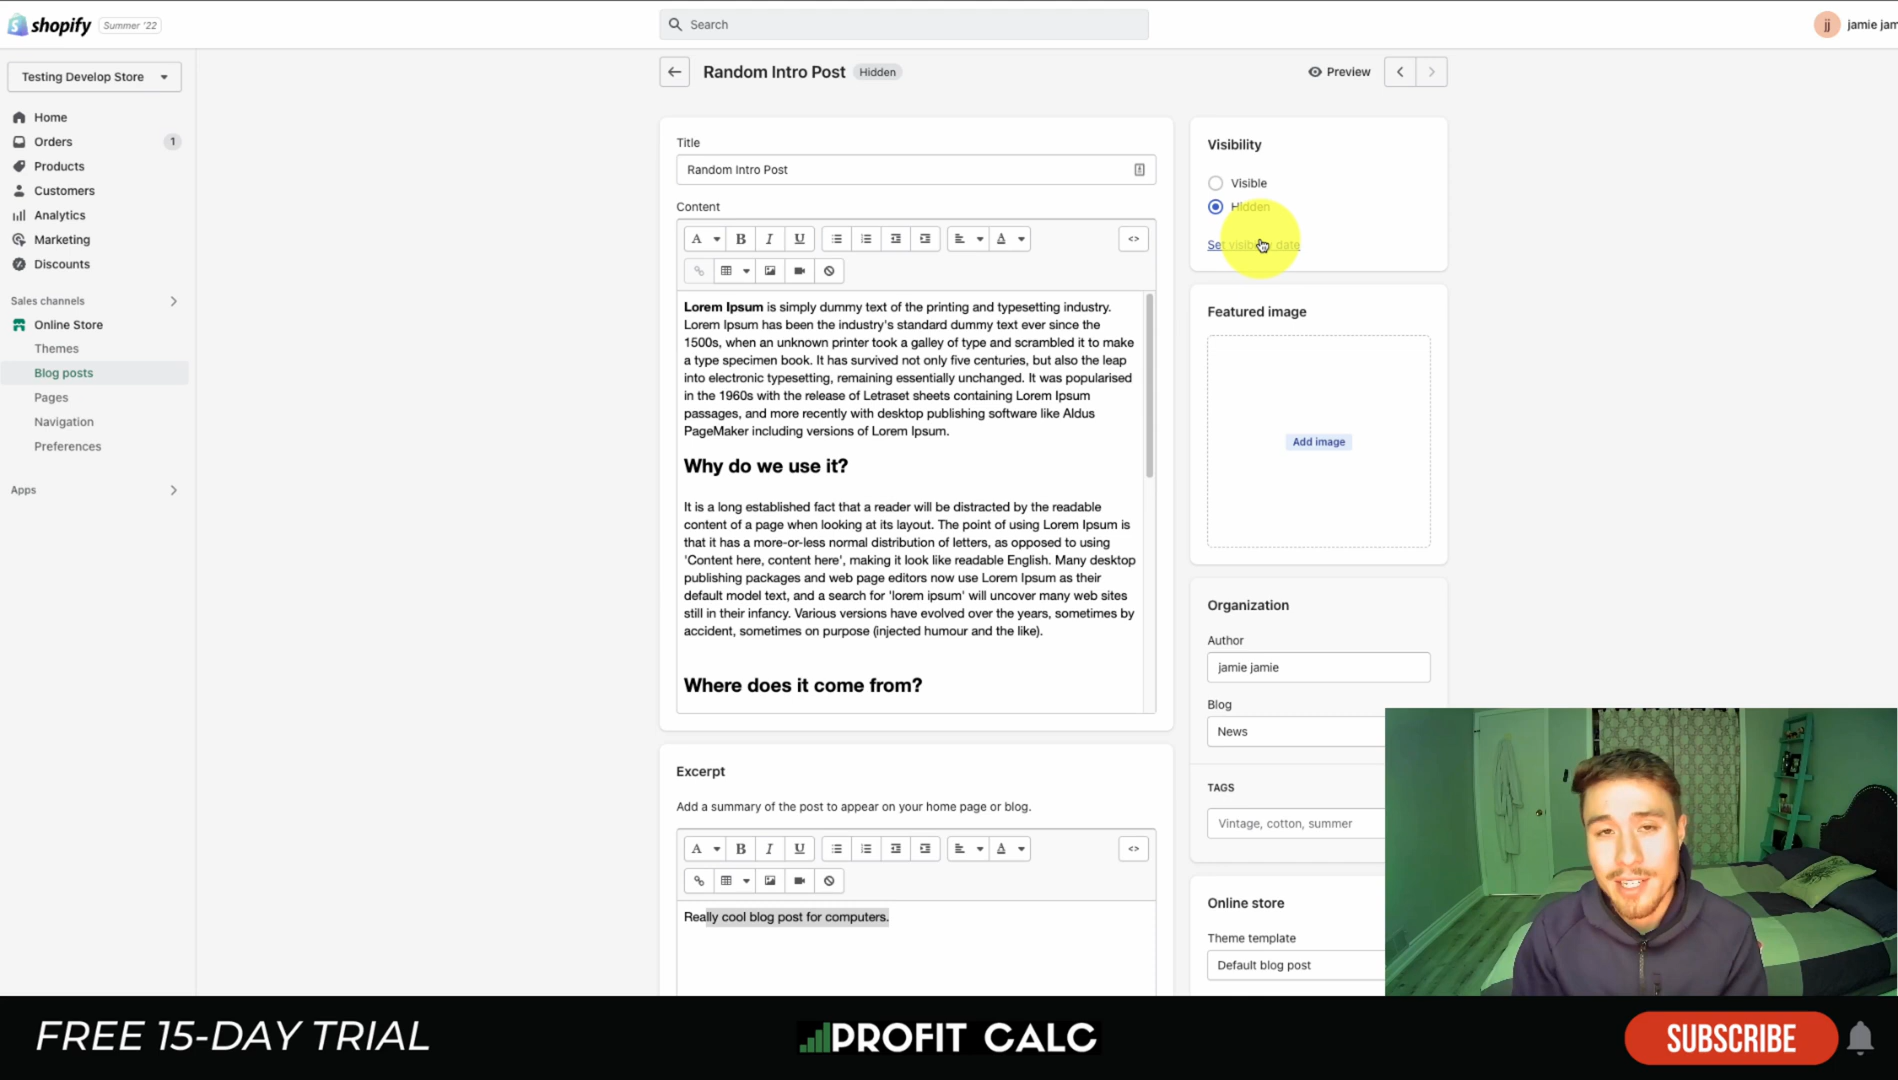 shopify
Summer '22
Search
jj
jamie jam
Testing Develop Store
Random Intro Post
Hidden
Preview
Home
Orders
1
Products
Customers
Analytics
Marketing
Discounts
Sales channels
Online Store
Themes
Blog posts
Pages
Navigation
Preferences
Apps
Title
Random Intro Post
Content
A
B
I
U
A
<>
Lorem Ipsum is simply dummy text of the printing and typesetting industry.
Lorem Ipsum has been the industry's standard dummy text ever since the
1500s, when an unknown printer took a galley of type and scrambled it to make
a type specimen book. It has survived not only five centuries, but also the leap
into electronic typesetting, remaining essentially unchanged. It was popularised
in the 1960s with the release of Letraset sheets containing Lorem Ipsum
passages, and more recently with desktop publishing software like Aldus
PageMaker including versions of Lorem Ipsum.
Why do we use it?
It is a long established fact that a reader will be distracted by the readable
content of a page when looking at its layout. The point of using Lorem Ipsum is
that it has a more-or-less normal distribution of letters, as opposed to using
'Content here, content here', making it look like readable English. Many desktop
publishing packages and web page editors now use Lorem Ipsum as their
default model text, and a search for 'lorem ipsum' will uncover many web sites
still in their infancy. Various versions have evolved over the years, sometimes by
accident, sometimes on purpose (injected humour and the like).
Where does it come from?
Excerpt
Add a summary of the post to appear on your home page or blog.
A
B
I
U
A
<>
Really cool blog post for computers.
Visibility
Visible
Hidden
Set visibility date
Featured image
Add image
Organization
Author
jamie jamie
Blog
News
TAGS
Vintage, cotton, summer
Online store
Theme template
Default blog post
FREE 15-DAY TRIAL
PROFIT CALC
SUBSCRIBE